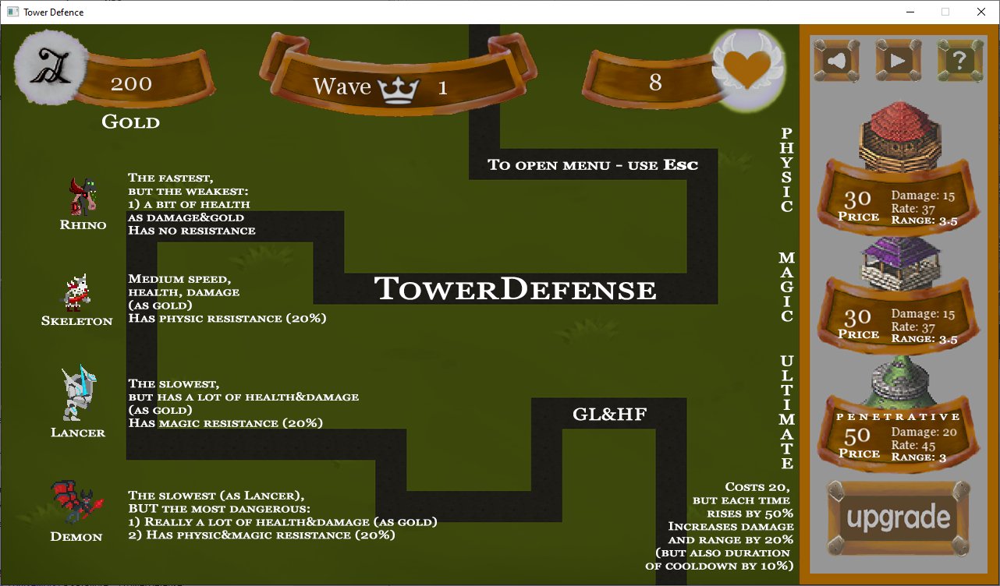 Tower Defence
200
Gold
Wave 1
8
To open menu - use Esc
The fastest,
but the weakest:
1) a bit of health
as damage&gold
Has no resistance
Rhino
Medium speed,
health, damage
(as gold)
Has physic resistance (20%)
Skeleton
TowerDefense
The slowest,
but has a lot of health&damage
(as gold)
Has magic resistance (20%)
Lancer
GL&HF
The slowest (as Lancer),
BUT the most dangerous:
1) Really a lot of health&damage (as gold)
2) Has physic&magic resistance (20%)
Demon
PHYSIC
MAGIC
ULTIMATE
Costs 20,
but each time
rises by 50%
Increases damage
and range by 20%
(but also duration
of cooldown by 10%)
?
30
Price
Damage: 15
Rate: 37
Range: 3.5
30
Price
Damage: 15
Rate: 37
Range: 3.5
PENETRATIVE
50
Price
Damage: 20
Rate: 45
Range: 3
upgrade